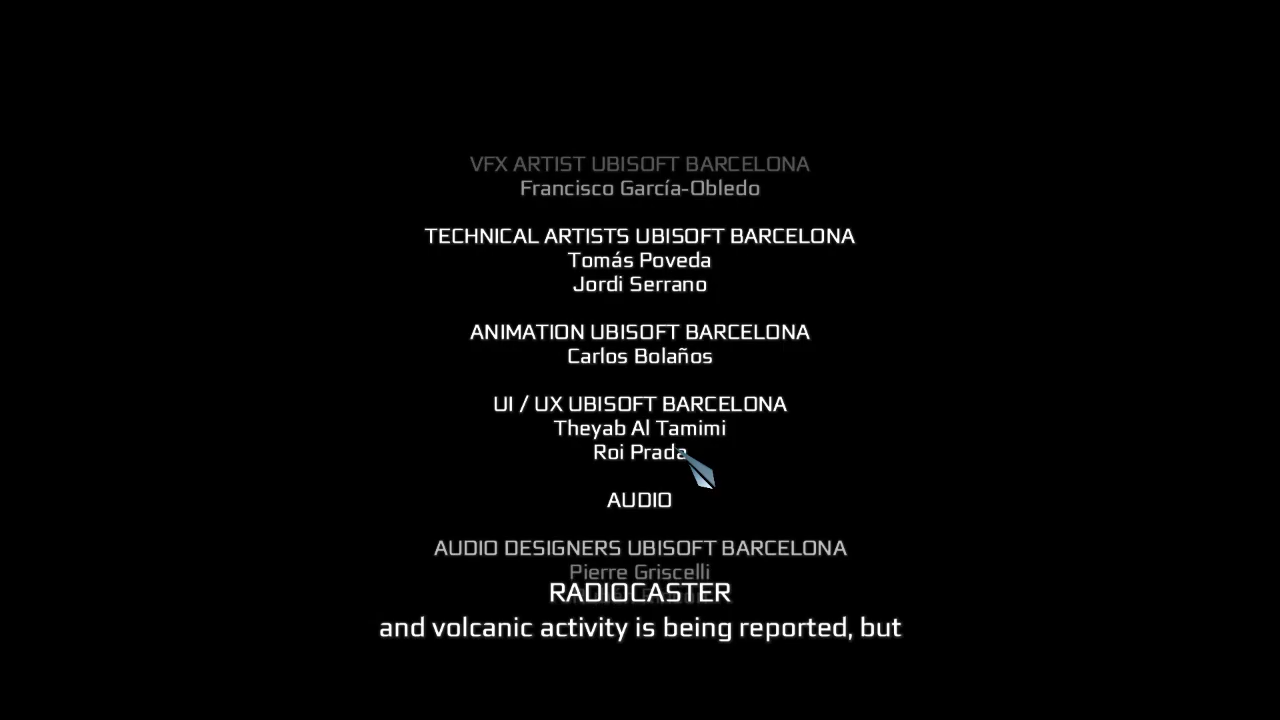 VFX ARTIST UBISOFT BARCELONA
Francisco García-Obledo
TECHNICAL ARTISTS UBISOFT BARCELONA
Tomás Poveda
Jordi Serrano
ANIMATION UBISOFT BARCELONA
Carlos Bolaños
UI / UX UBISOFT BARCELONA
Theyab Al Tamimi
Roi Prada
AUDIO
AUDIO DESIGNERS UBISOFT BARCELONA
Pierre Griscelli
RADIOCASTER
and volcanic activity is being reported, but